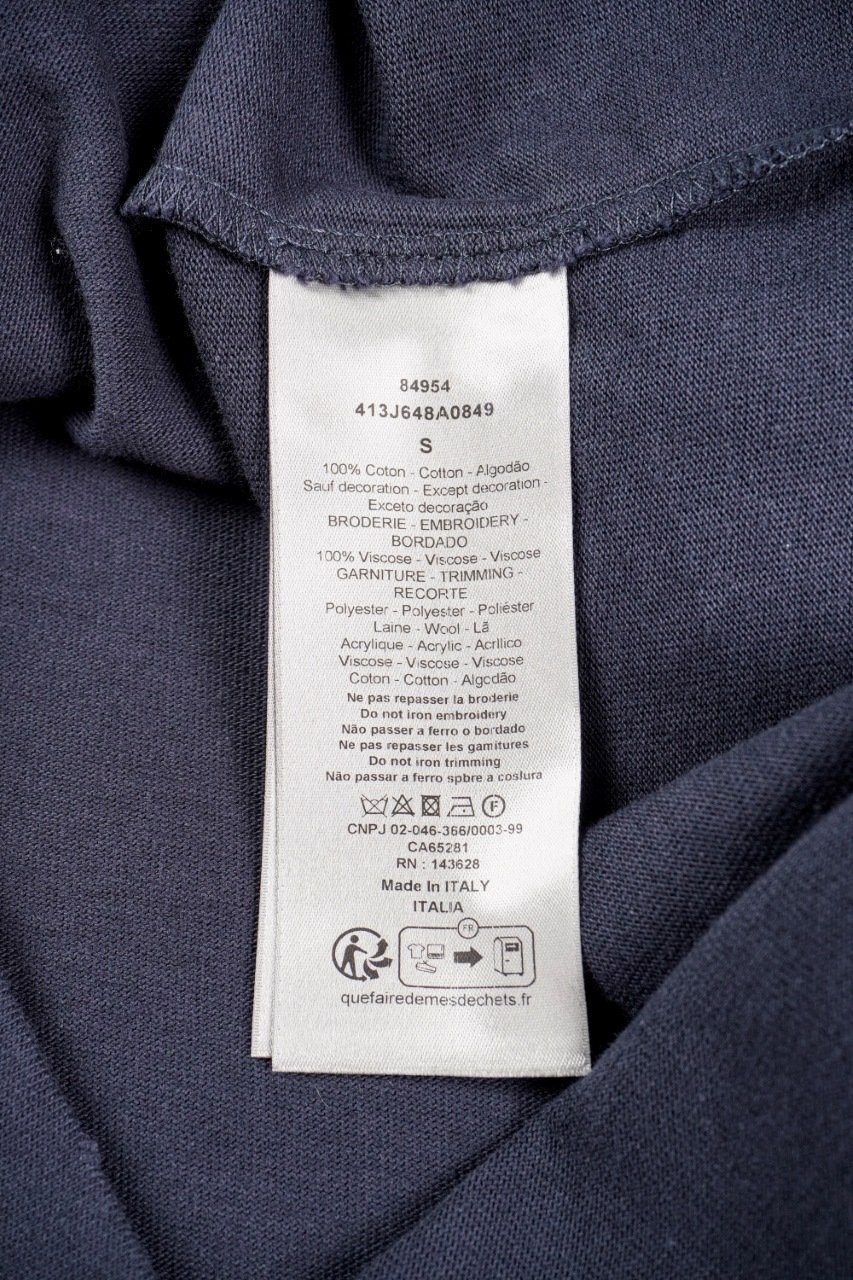 84954
413J648A0849
S
100% Coton - Cotton - Algodão
Sauf decoration - Except decoration -
Exceto decoração
BRODERIE - EMBROIDERY -
BORDADO
100% Viscose - Viscose - Viscose
GARNITURE - TRIMMING -
RECORTE
Polyester - Polyester - Poliéster
Laine - Wool - Lã
Acrylique - Acrylic - Acrílico
Viscose - Viscose - Viscose
Coton - Cotton - Algodão
Ne pas repasser la broderie
Do not iron embroidery
Não passer a ferro o bordado
Ne pas repasser les garnitures
Do not iron trimming
Não passar a ferro spbre a coslura
F
CNPJ 02-046-366/0003-99
CA65281
RN : 143628
Made In ITALY
ITALIA
FR
quefairedemesdechets.fr